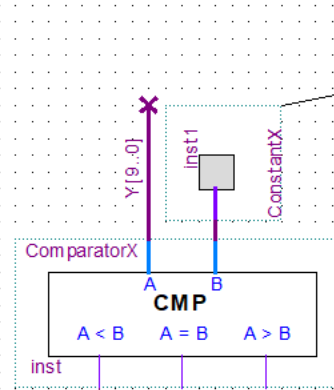 Y[9..0]
inst1
ConstantX
ComparatorX
A B
CMP
A < B A = B A > B
inst